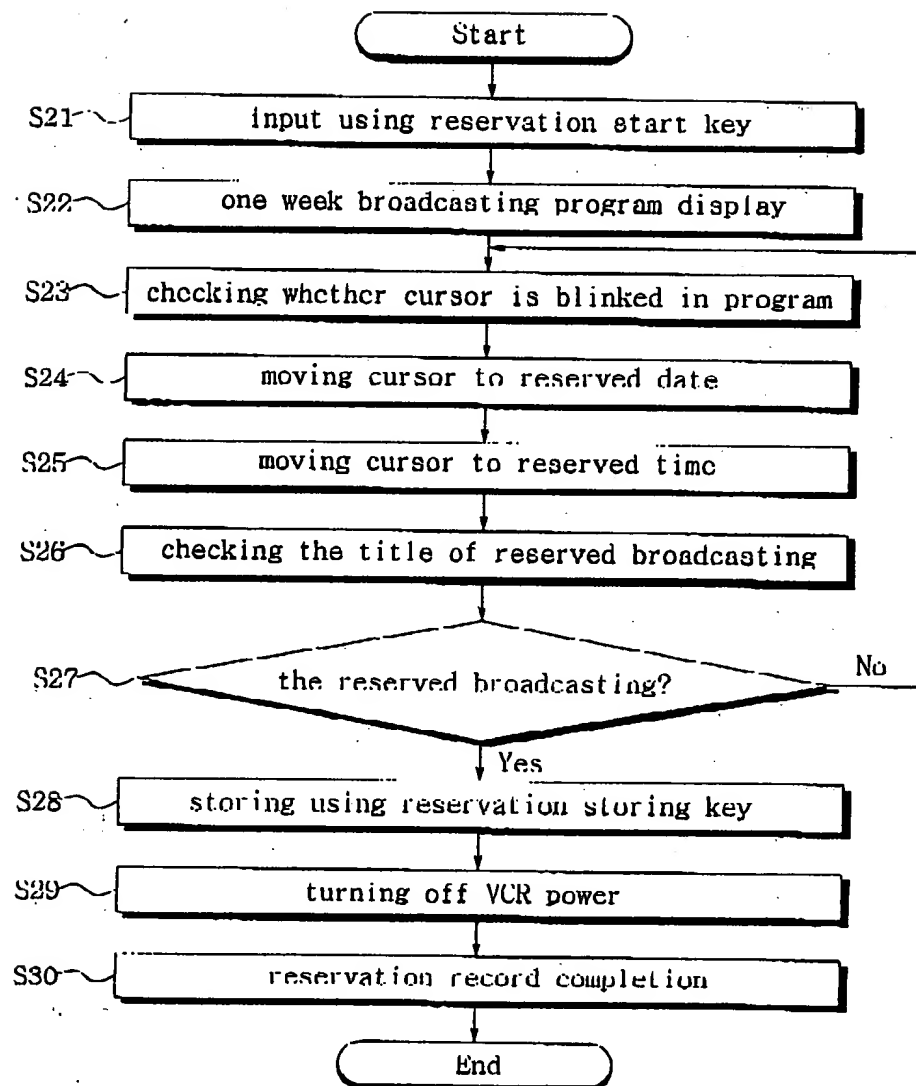 Start
S21 input using reservation start key
S22 one week broadcasting program display
S23 checking whether cursor is blinked in program
S24 moving cursor to reserved date
S25 moving cursor to reserved time
S26 checking the title of reserved broadcasting
S27 the reserved broadcasting? No
Yes
S28 storing using reservation storing key
S29 turning off VCR power
S30 reservation record completion
End